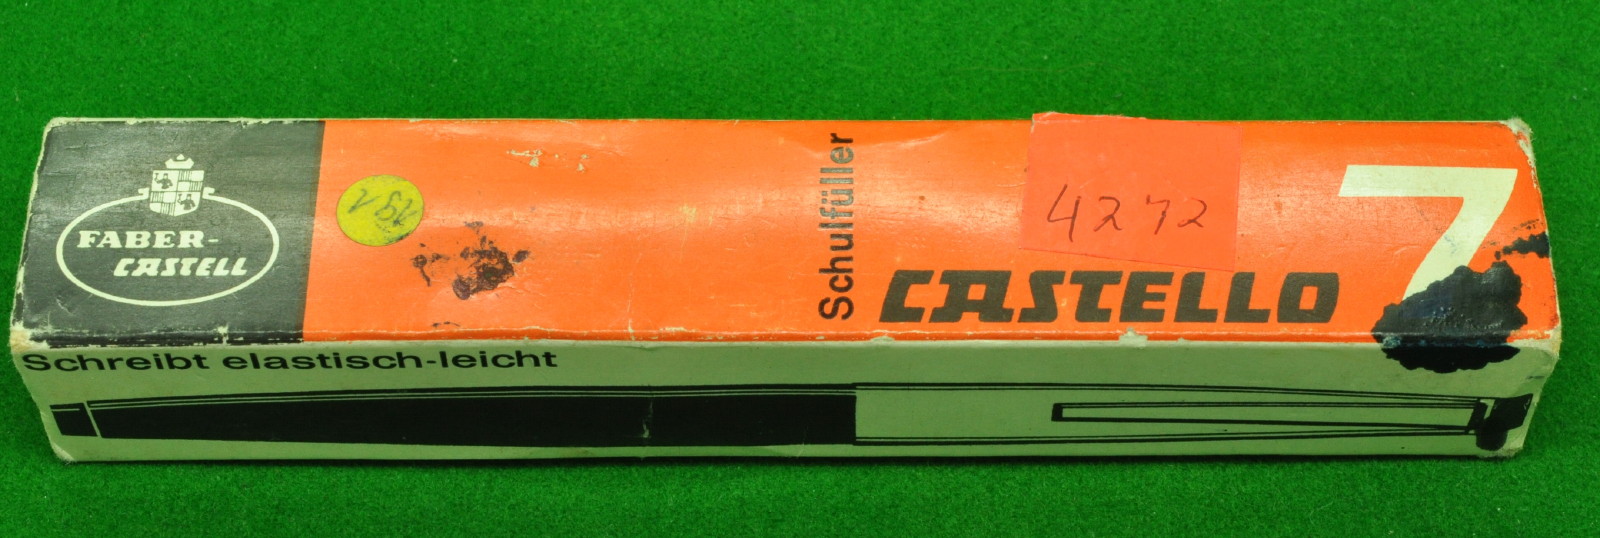 FABER-
CASTELL
Schulfüller
4272
CASTELLO
7
Schreibt elastisch-leicht